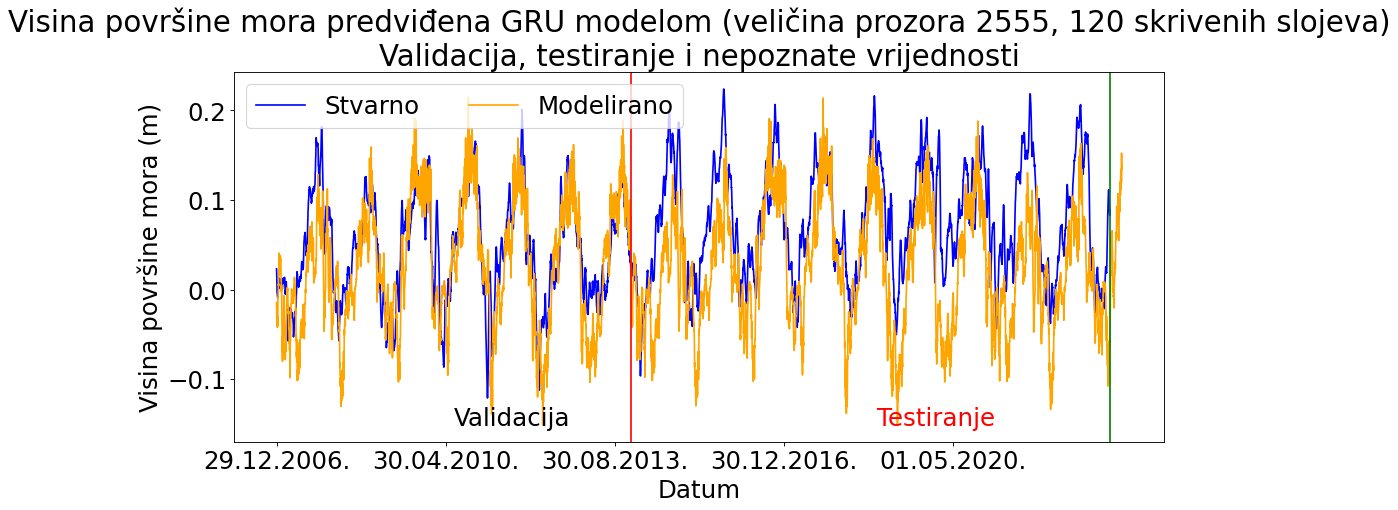 Visina površine mora predviđena GRU modelom (veličina prozora 2555, 120 skrivenih slojeva)
Validacija, testiranje i nepoznate vrijednosti
Stvarno
Modelirano
Visina površine mora (m)
0.2
0.1
0.0
−0.1
Validacija
Testiranje
29.12.2006.
30.04.2010.
30.08.2013.
30.12.2016.
01.05.2020.
Datum